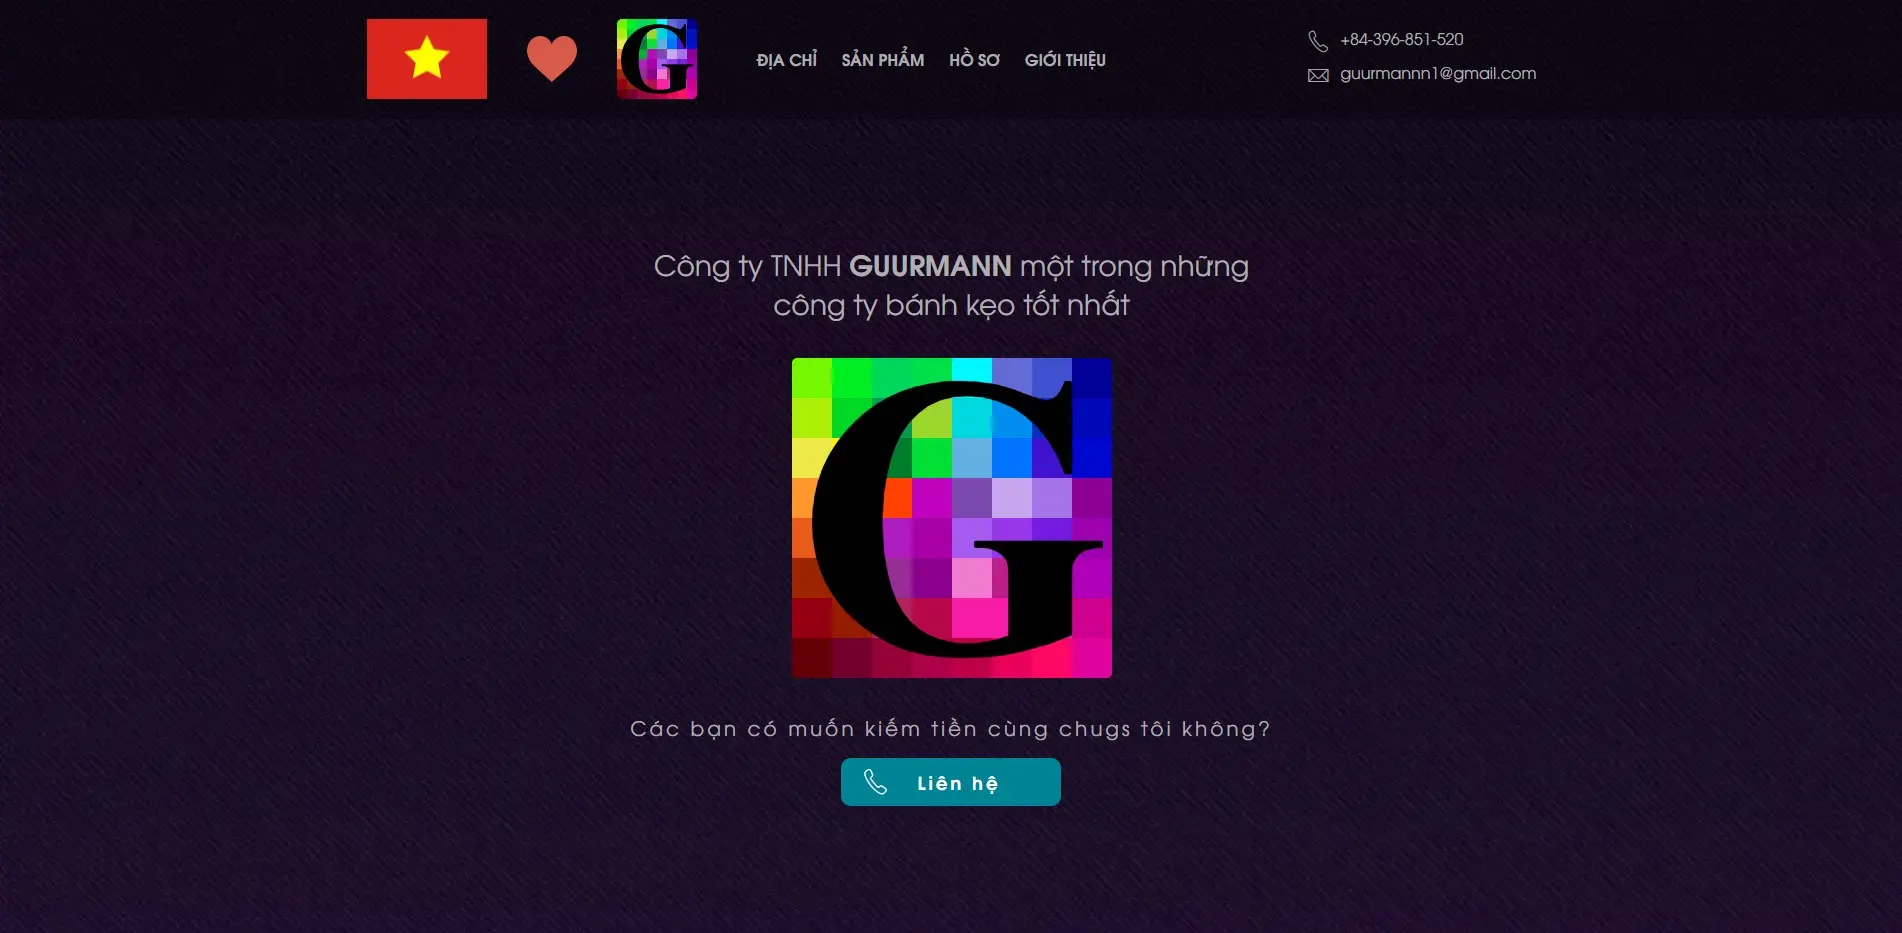 G
ĐỊA CHỈ
SẢN PHẨM
HỒ SƠ
GIỚI THIỆU
+84-396-851-520
guurmannn1@gmail.com
Công ty TNHH GUURMANN một trong những
công ty bánh kẹo tốt nhất
G
Các bạn có muốn kiếm tiền cùng chugs tôi không?
Liên hệ